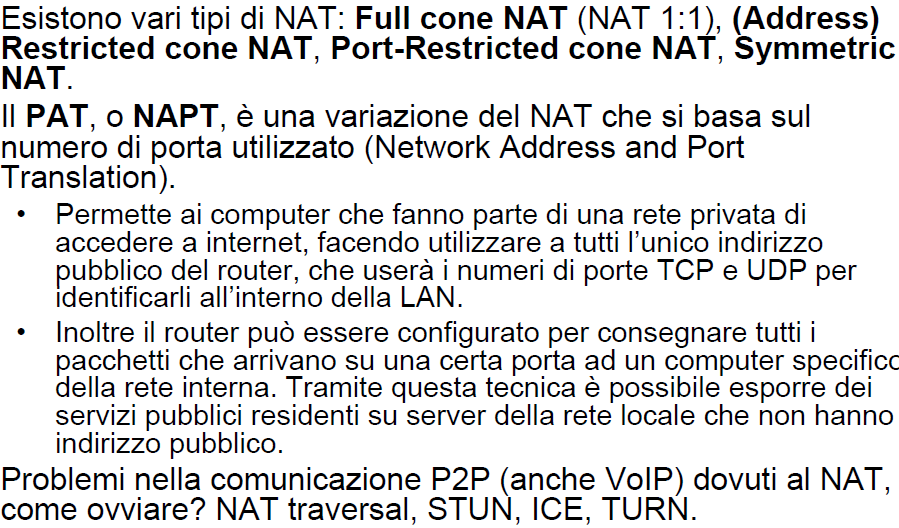 Esistono vari tipi di NAT: Full cone NAT (NAT 1:1), (Address)
Restricted cone NAT, Port-Restricted cone NAT, Symmetric
NAT.
Il PAT, o NAPT, è una variazione del NAT che si basa sul
numero di porta utilizzato (Network Address and Port
Translation).
• Permette ai computer che fanno parte di una rete privata di
accedere a internet, facendo utilizzare a tutti l’unico indirizzo
pubblico del router, che userà i numeri di porte TCP e UDP per
identificarli all’interno della LAN.
• Inoltre il router può essere configurato per consegnare tutti i
pacchetti che arrivano su una certa porta ad un computer specifico
della rete interna. Tramite questa tecnica è possibile esporre dei
servizi pubblici residenti su server della rete locale che non hanno
indirizzo pubblico.
Problemi nella comunicazione P2P (anche VoIP) dovuti al NAT,
come ovviare? NAT traversal, STUN, ICE, TURN.